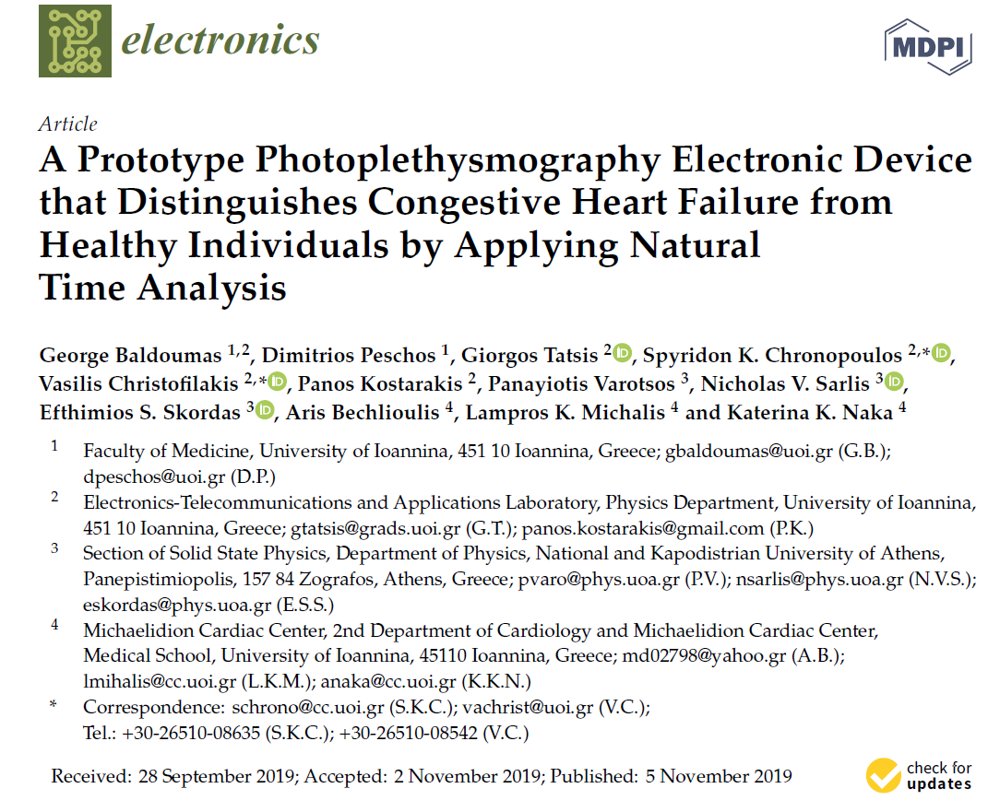 electronics
MDPI
Article
A Prototype Photoplethysmography Electronic Device
that Distinguishes Congestive Heart Failure from
Healthy Individuals by Applying Natural
Time Analysis
George Baldoumas 1,2, Dimitrios Peschos 1, Giorgos Tatsis 2 iD, Spyridon K. Chronopoulos 2,* iD,
Vasilis Christofilakis 2,* iD, Panos Kostarakis 2, Panayiotis Varotsos 3, Nicholas V. Sarlis 3 iD,
Efthimios S. Skordas 3 iD, Aris Bechlioulis 4, Lampros K. Michalis 4 and Katerina K. Naka 4
1 Faculty of Medicine, University of Ioannina, 451 10 Ioannina, Greece; gbaldoumas@uoi.gr (G.B.);
dpeschos@uoi.gr (D.P.)
2 Electronics-Telecommunications and Applications Laboratory, Physics Department, University of Ioannina,
451 10 Ioannina, Greece; gtatsis@grads.uoi.gr (G.T.); panos.kostarakis@gmail.com (P.K.)
3 Section of Solid State Physics, Department of Physics, National and Kapodistrian University of Athens,
Panepistimiopolis, 157 84 Zografos, Athens, Greece; pvaro@phys.uoa.gr (P.V.); nsarlis@phys.uoa.gr (N.V.S.);
eskordas@phys.uoa.gr (E.S.S.)
4 Michaelidion Cardiac Center, 2nd Department of Cardiology and Michaelidion Cardiac Center,
Medical School, University of Ioannina, 45110 Ioannina, Greece; md02798@yahoo.gr (A.B.);
lmihalis@cc.uoi.gr (L.K.M.); anaka@cc.uoi.gr (K.K.N.)
* Correspondence: schrono@cc.uoi.gr (S.K.C.); vachrist@uoi.gr (V.C.);
Tel.: +30-26510-08635 (S.K.C.); +30-26510-08542 (V.C.)
Received: 28 September 2019; Accepted: 2 November 2019; Published: 5 November 2019
check for
updates